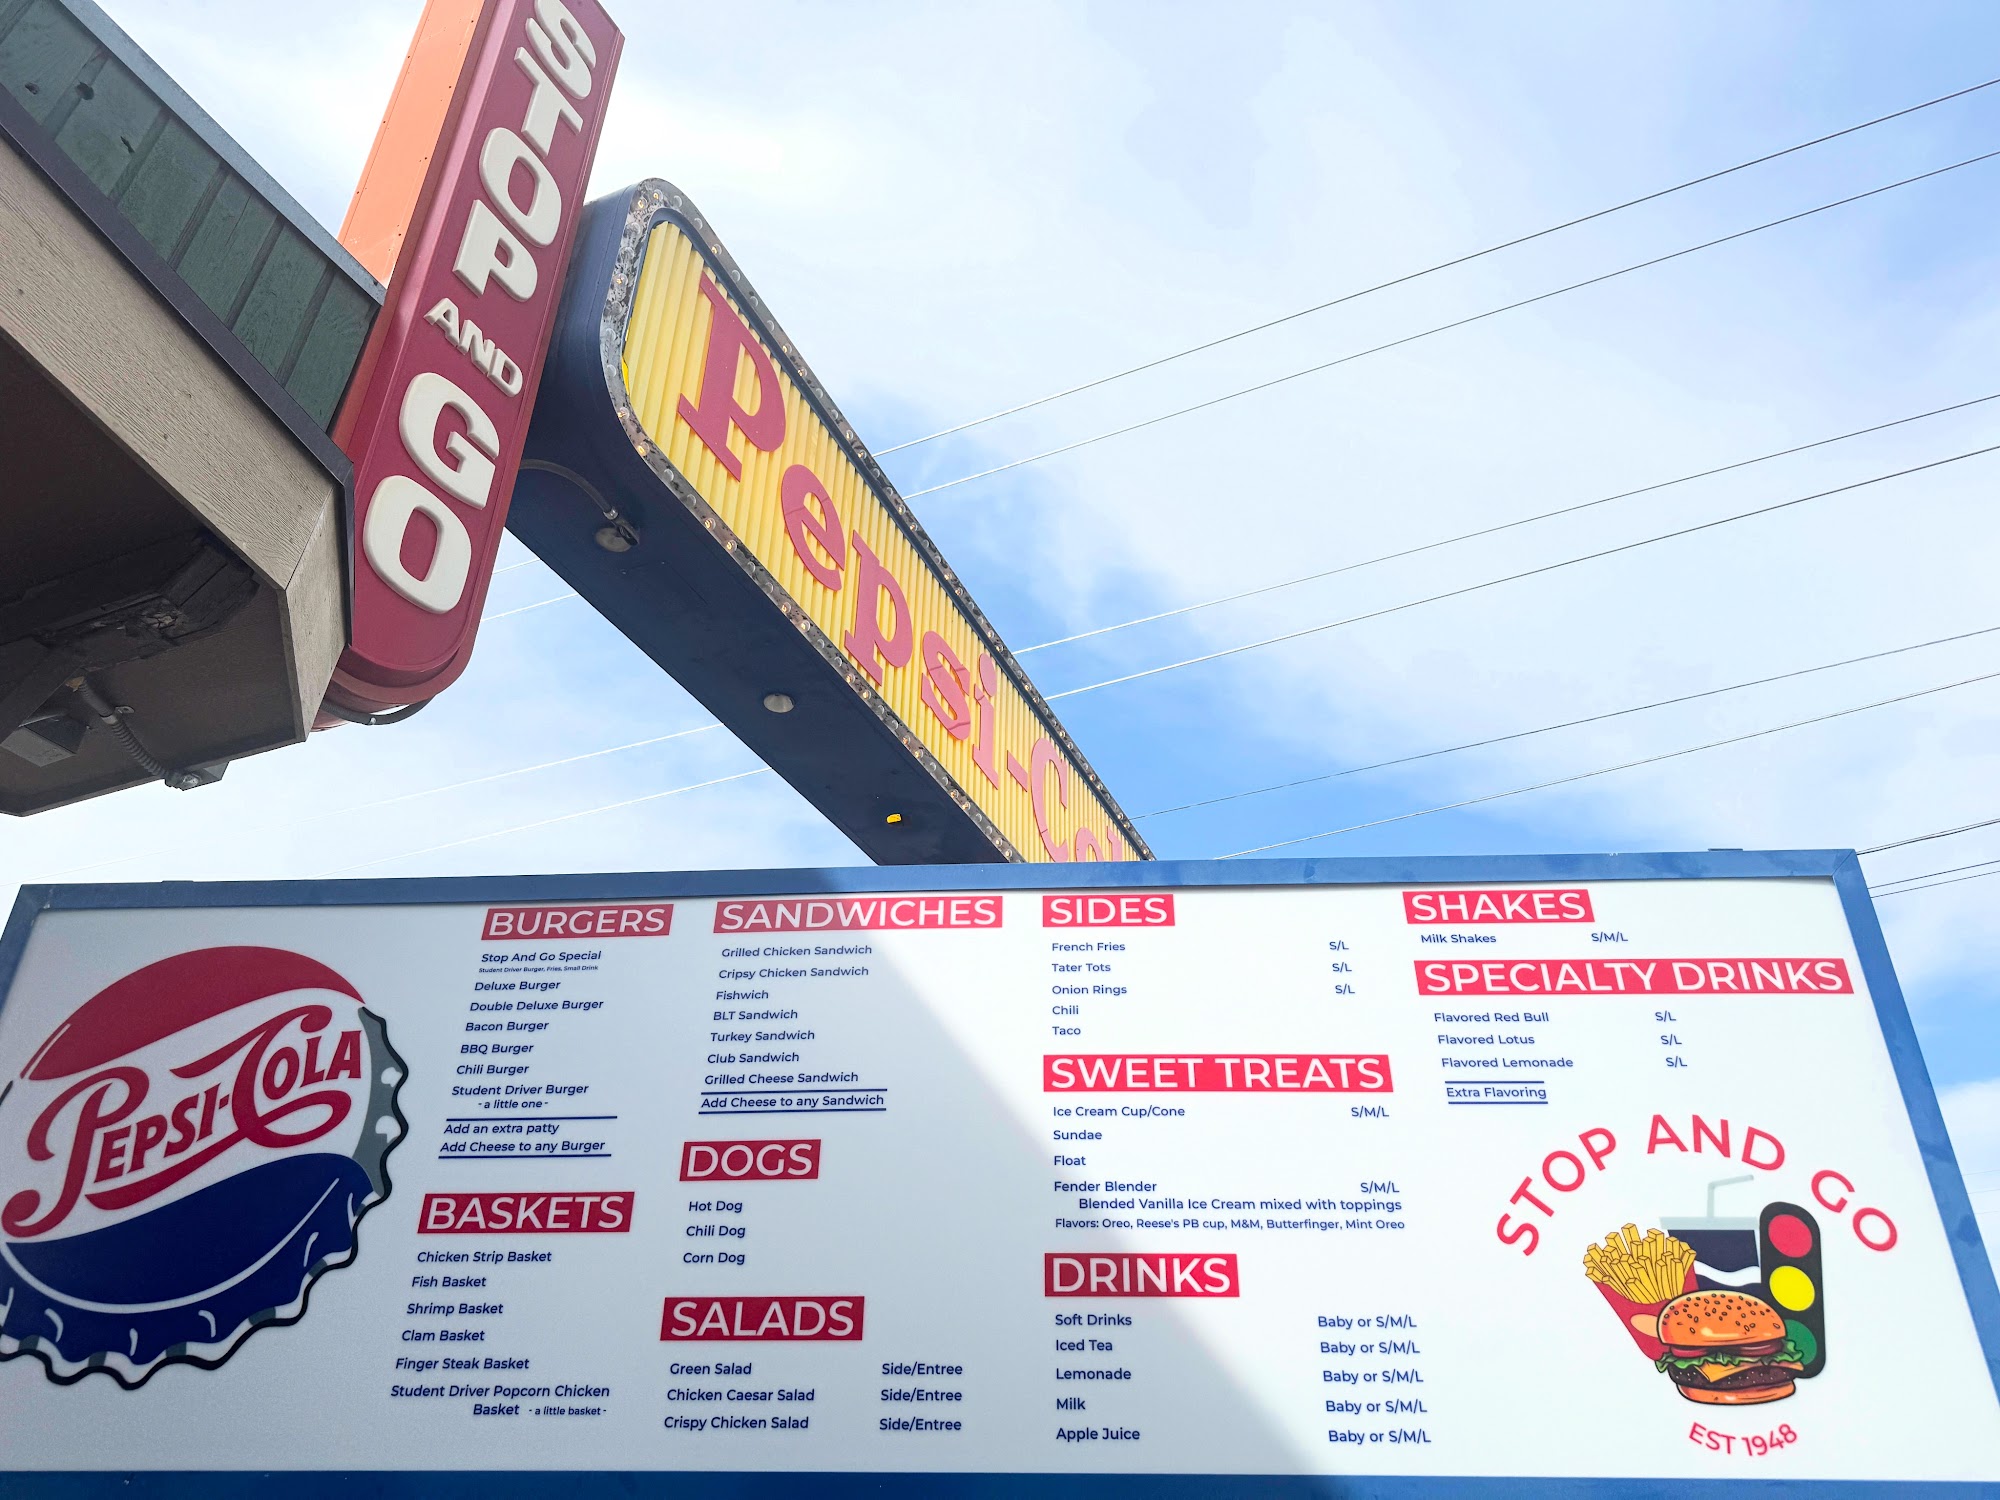 STOP
AND
GO
Pepsi-Co
PEPSI-COLA
BURGERS
Stop And Go Special
Student Driver Burger, Fries, Small Drink
Deluxe Burger
Double Deluxe Burger
Bacon Burger
BBQ Burger
Chili Burger
Student Driver Burger
- a little one -
Add an extra patty
Add Cheese to any Burger
BASKETS
Chicken Strip Basket
Fish Basket
Shrimp Basket
Clam Basket
Finger Steak Basket
Student Driver Popcorn Chicken
Basket - a little basket -
SANDWICHES
Grilled Chicken Sandwich
Cripsy Chicken Sandwich
Fishwich
BLT Sandwich
Turkey Sandwich
Club Sandwich
Grilled Cheese Sandwich
Add Cheese to any Sandwich
DOGS
Hot Dog
Chili Dog
Corn Dog
SALADS
Green Salad Side/Entree
Chicken Caesar Salad Side/Entree
Crispy Chicken Salad Side/Entree
SIDES
French Fries S/L
Tater Tots S/L
Onion Rings S/L
Chili
Taco
SWEET TREATS
Ice Cream Cup/Cone S/M/L
Sundae
Float
Fender Blender S/M/L
Blended Vanilla Ice Cream mixed with toppings
Flavors: Oreo, Reese's PB cup, M&M, Butterfinger, Mint Oreo
DRINKS
Soft Drinks Baby or S/M/L
Iced Tea Baby or S/M/L
Lemonade Baby or S/M/L
Milk Baby or S/M/L
Apple Juice Baby or S/M/L
SHAKES
Milk Shakes S/M/L
SPECIALTY DRINKS
Flavored Red Bull S/L
Flavored Lotus S/L
Flavored Lemonade S/L
Extra Flavoring
STOP AND GO
EST 1948